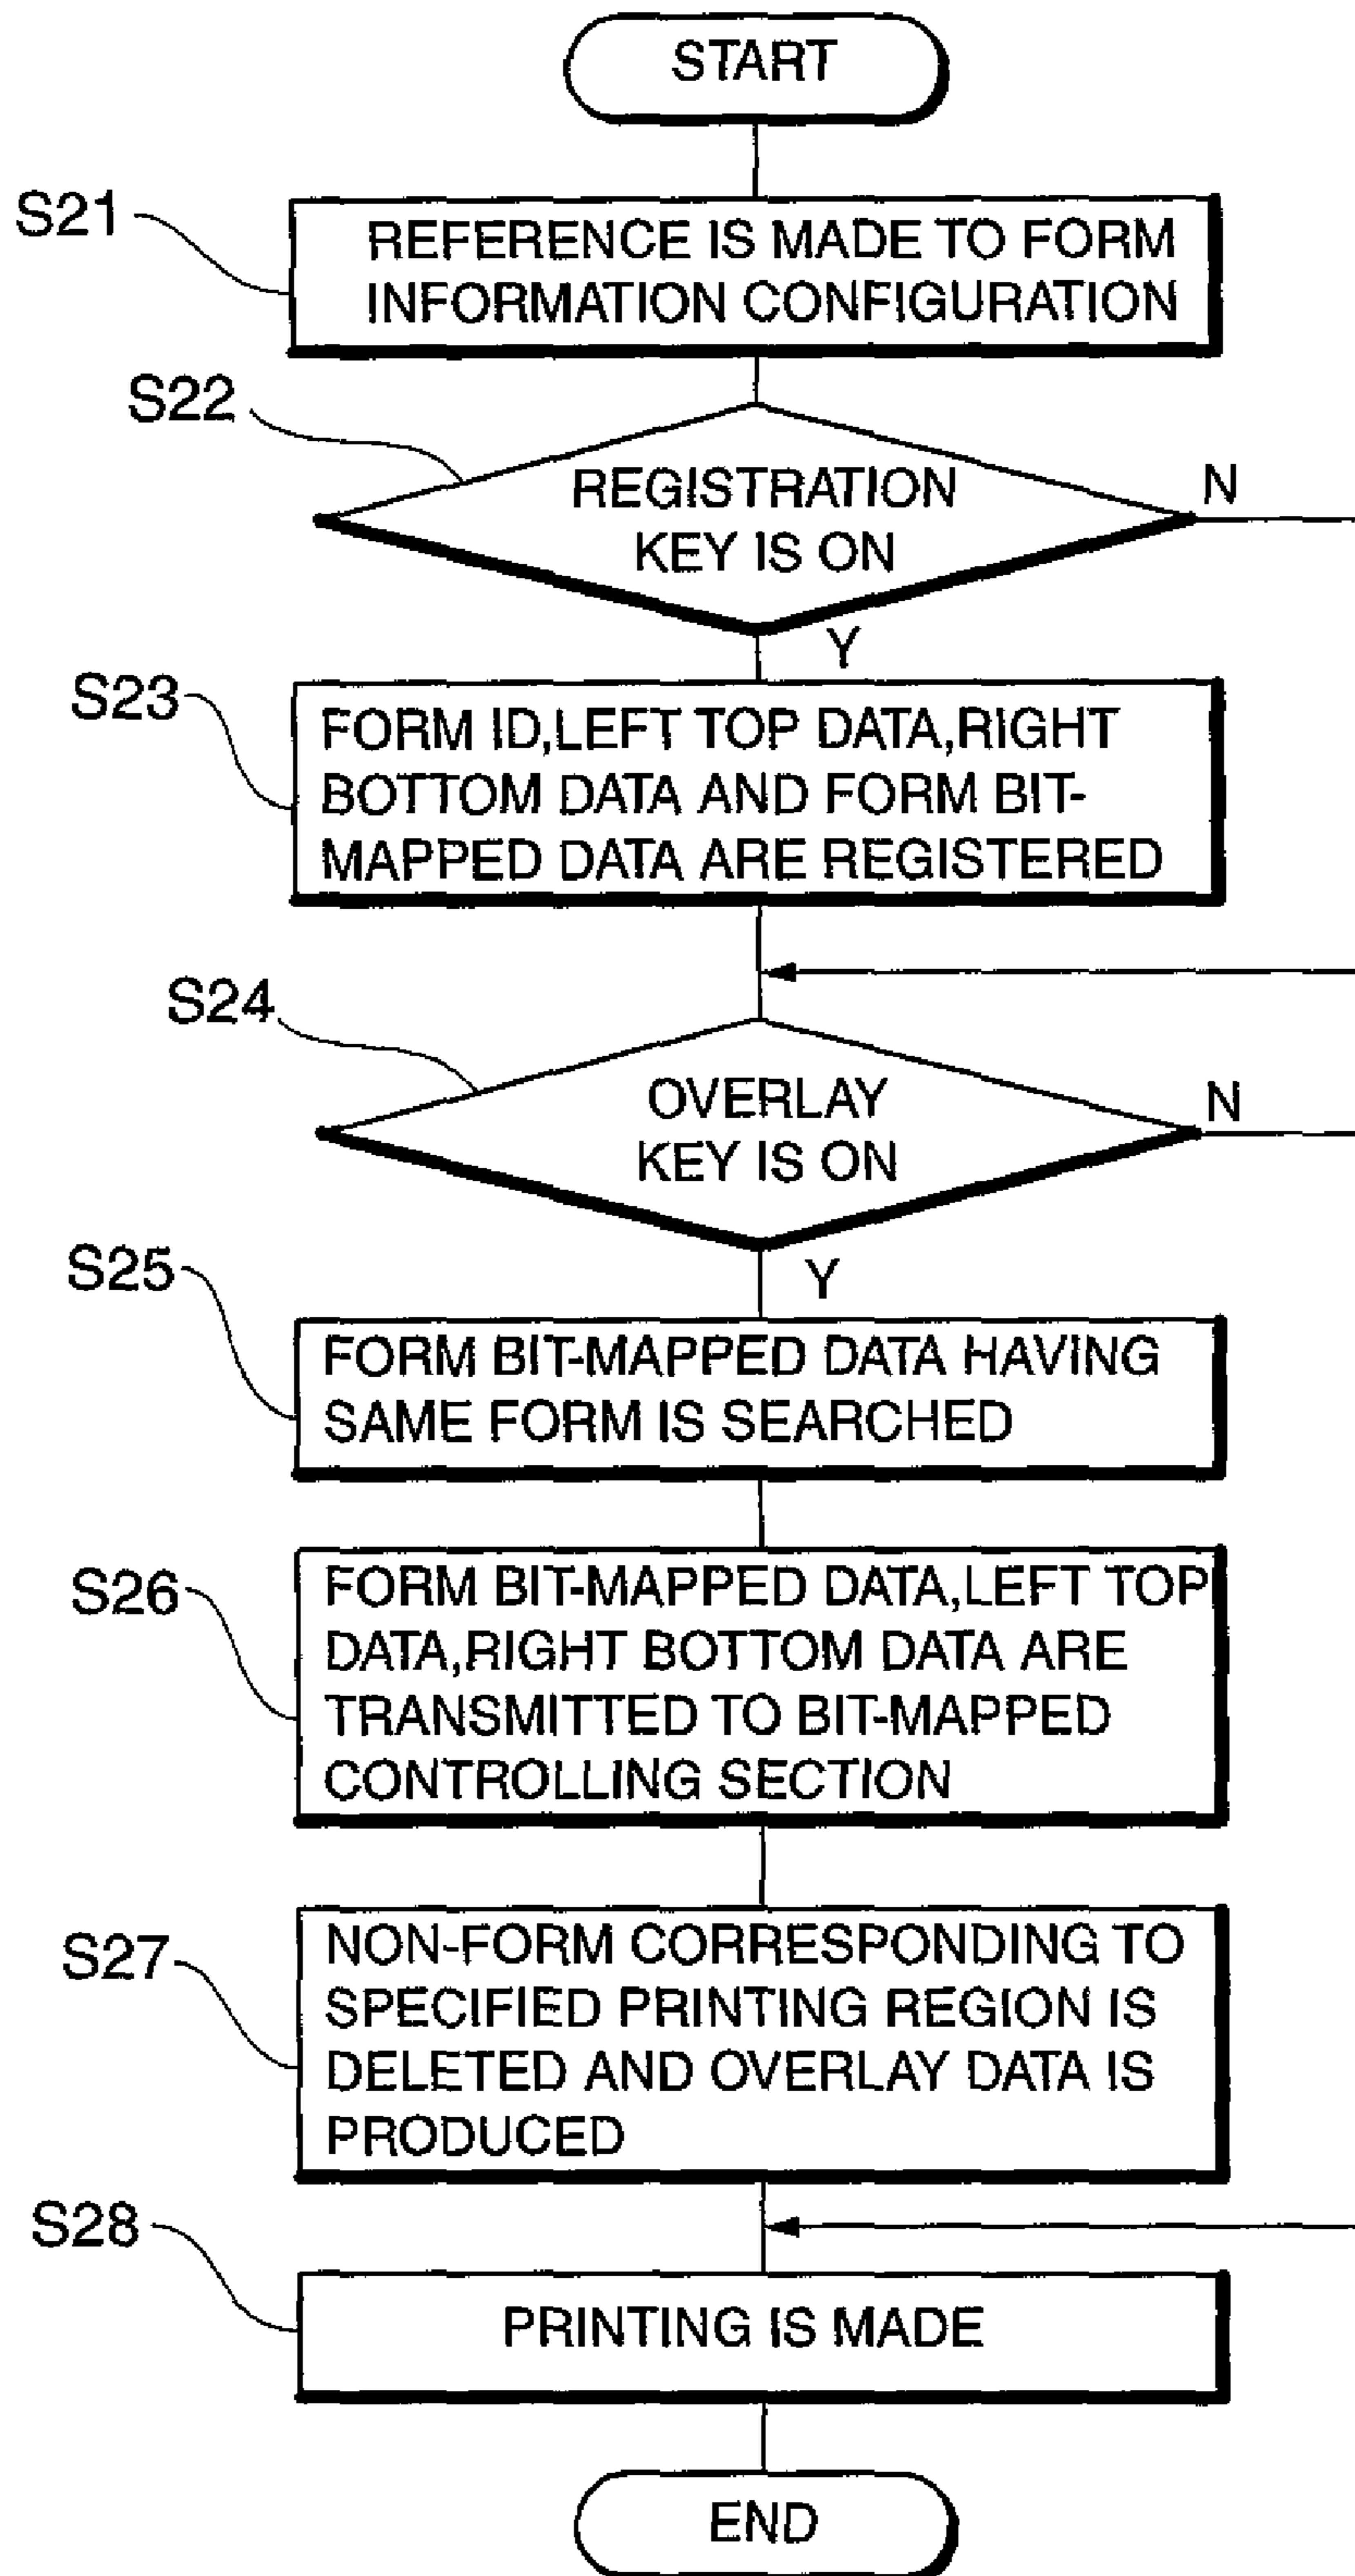 START
S21
REFERENCE IS MADE TO FORM
INFORMATION CONFIGURATION
S22
REGISTRATION
KEY IS ON
N
Y
S23
FORM ID,LEFT TOP DATA,RIGHT
BOTTOM DATA AND FORM BIT-
MAPPED DATA ARE REGISTERED
S24
OVERLAY
KEY IS ON
N
Y
S25
FORM BIT-MAPPED DATA HAVING
SAME FORM IS SEARCHED
S26
FORM BIT-MAPPED DATA,LEFT TOP
DATA,RIGHT BOTTOM DATA ARE
TRANSMITTED TO BIT-MAPPED
CONTROLLING SECTION
S27
NON-FORM CORRESPONDING TO
SPECIFIED PRINTING REGION IS
DELETED AND OVERLAY DATA IS
PRODUCED
S28
PRINTING IS MADE
END